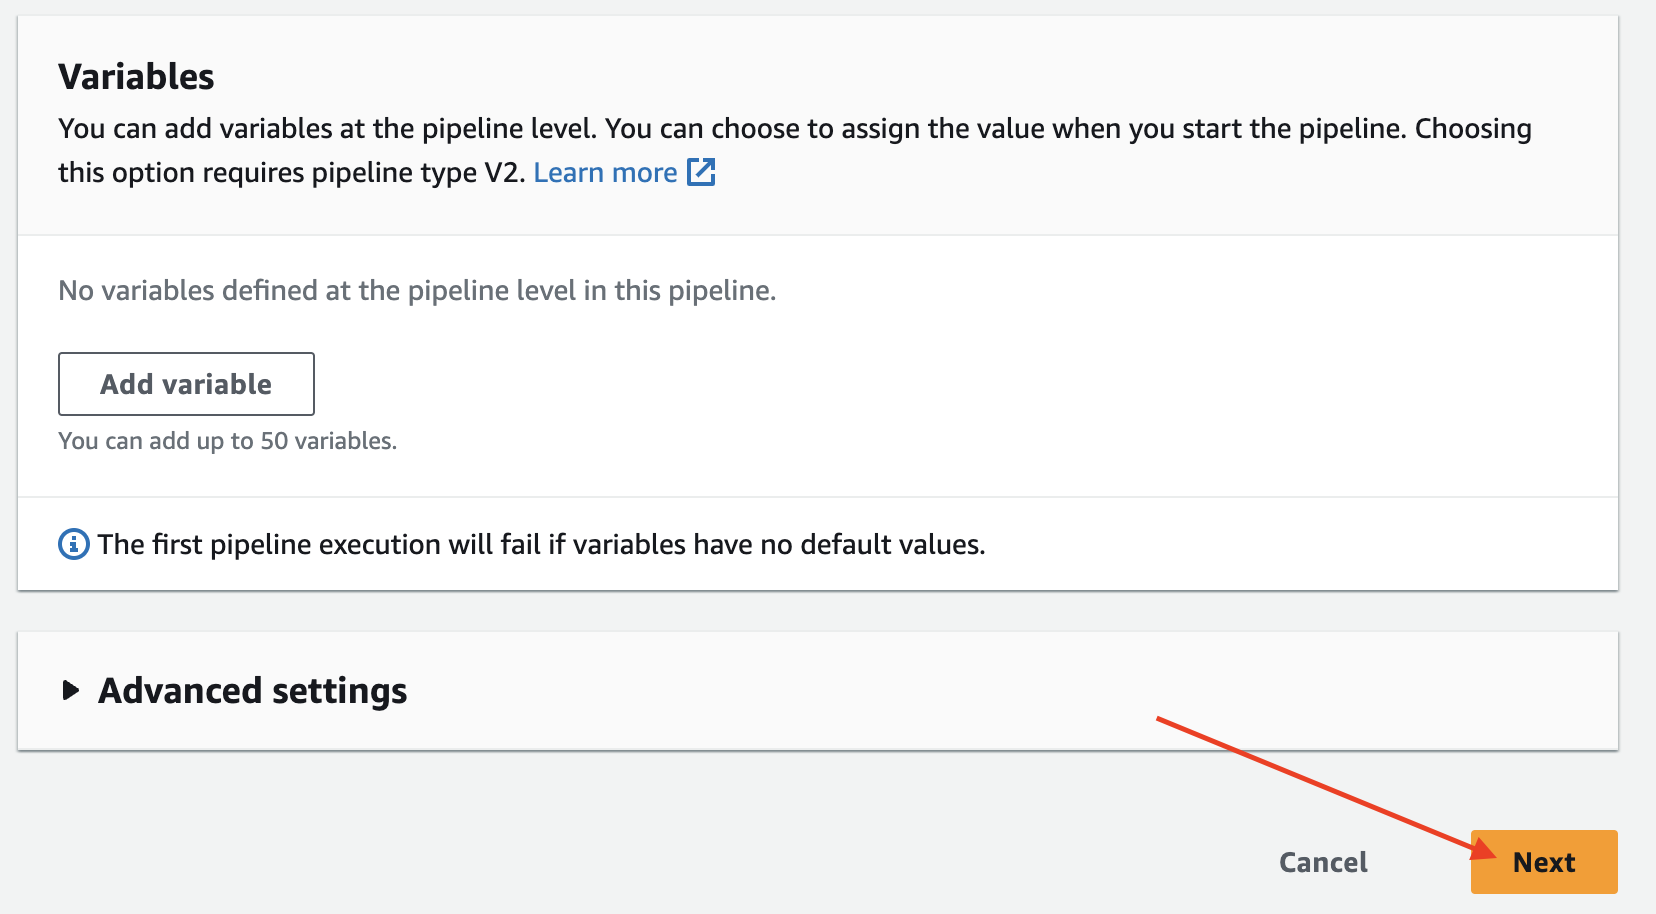 Variables
You can add variables at the pipeline level. You can choose to assign the value when you start the pipeline. Choosing
this option requires pipeline type V2. Learn more
No variables defined at the pipeline level in this pipeline.
Add variable
You can add up to 50 variables.
The first pipeline execution will fail if variables have no default values.
Advanced settings
Cancel
Next